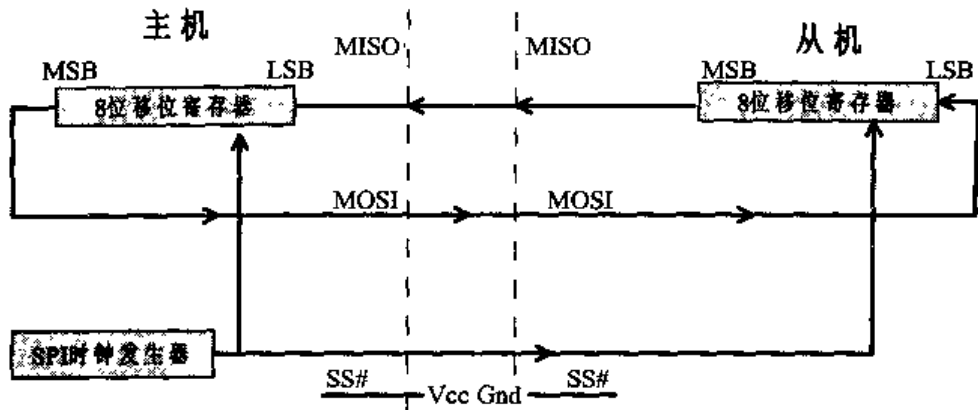 主机
MISO
MISO
从机
MSB
LSB
MSB
LSB
8位移位寄存器
8位移位寄存器
MOSI
MOSI
SPI时钟发生器
SS#
Vcc Gnd
SS#